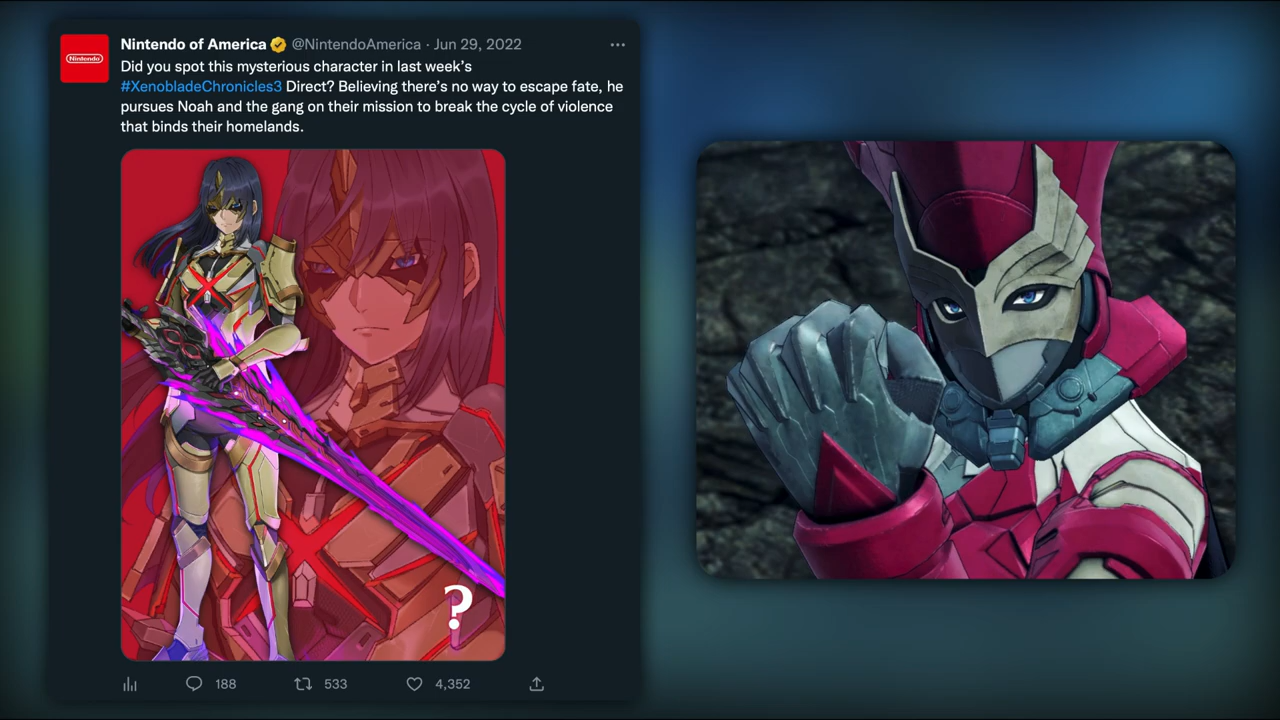 Nintendo
Nintendo of America @NintendoAmerica · Jun 29, 2022
Did you spot this mysterious character in last week’s
#XenobladeChronicles3 Direct? Believing there’s no way to escape fate, he
pursues Noah and the gang on their mission to break the cycle of violence
that binds their homelands.
?
188 533 4,352